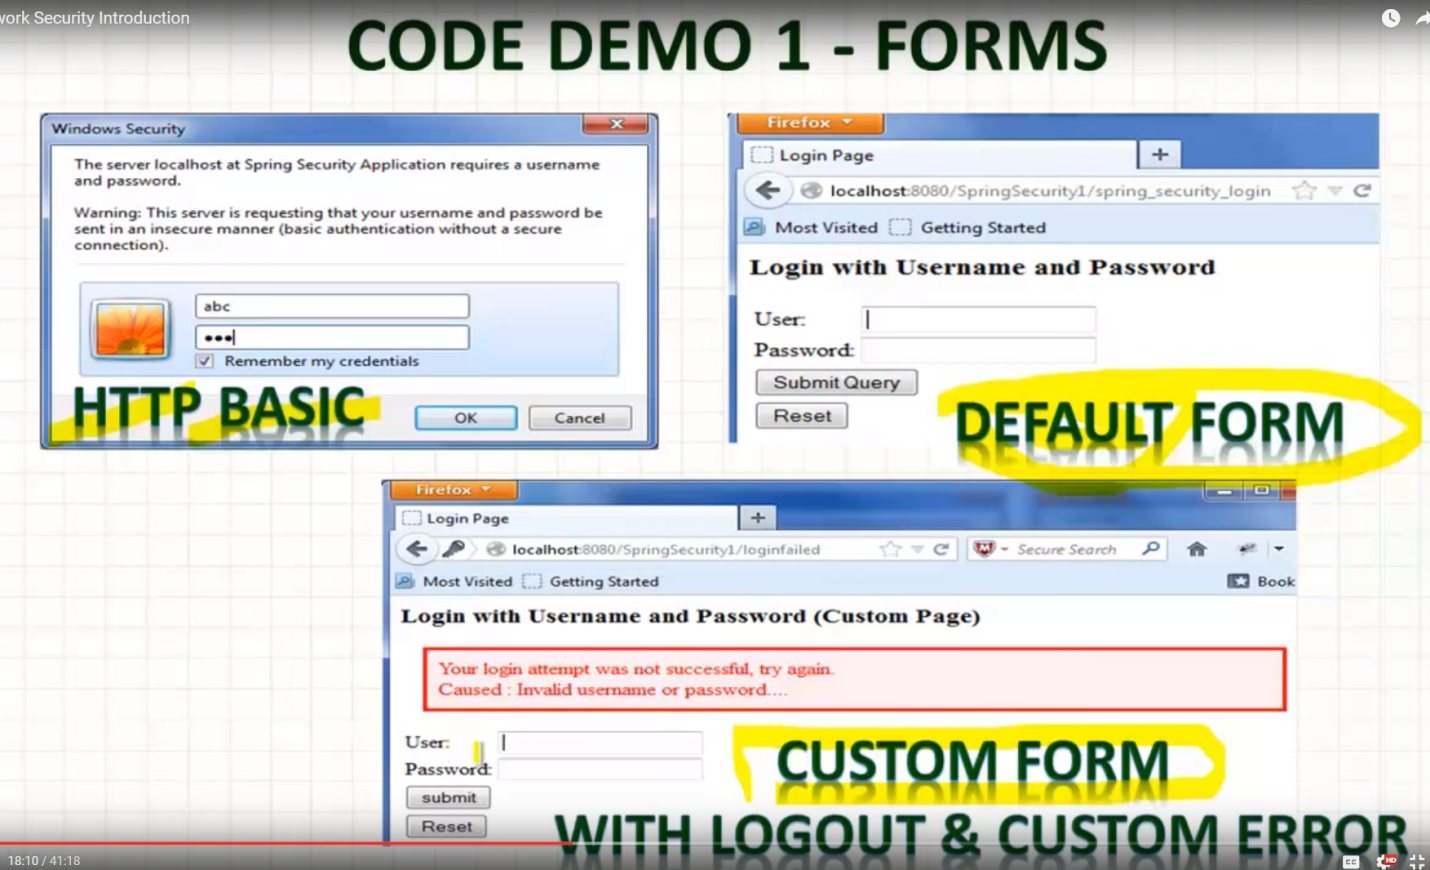 work Security Introduction
CODE DEMO 1 - FORMS
Windows Security
The server localhost at Spring Security Application requires a username
and password.
Warning: This server is requesting that your username and password be
sent in an insecure manner (basic authentication without a secure
connection).
abc
•••
Remember my credentials
HTTP BASIC
OK
Cancel
Firefox
Login Page
localhost:8080/SpringSecurity1/spring_security_login
Most Visited
Getting Started
Login with Username and Password
User:
Password:
Submit Query
Reset
DEFAULT FORM
Firefox
Login Page
localhost:8080/SpringSecurity1/loginfailed
Secure Search
Most Visited
Getting Started
Book
Login with Username and Password (Custom Page)
Your login attempt was not successful, try again.
Caused : Invalid username or password....
User:
Password:
submit
Reset
CUSTOM FORM
WITH LOGOUT & CUSTOM ERROR
18:10 / 41:18
CC
HD